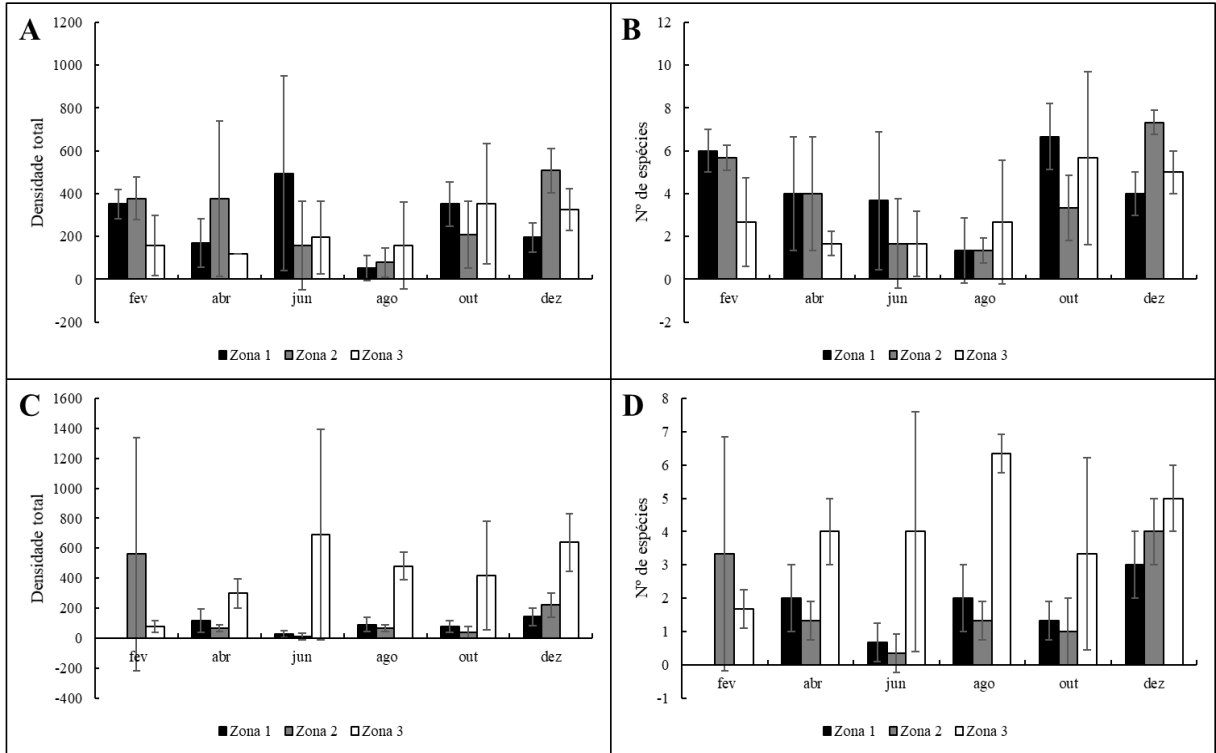 A
Densidade total
1200
1000
800
600
400
200
0
-200
fev abr jun ago out dez
Zona 1 Zona 2 Zona 3
B
Nº de espécies
12
10
8
6
4
2
0
-2
fev abr jun ago out dez
Zona 1 Zona 2 Zona 3
C
Densidade total
1600
1400
1200
1000
800
600
400
200
0
-200
-400
fev abr jun ago out dez
Zona 1 Zona 2 Zona 3
D
Nº de espécies
8
7
6
5
4
3
2
1
0
-1
fev abr jun ago out dez
Zona 1 Zona 2 Zona 3